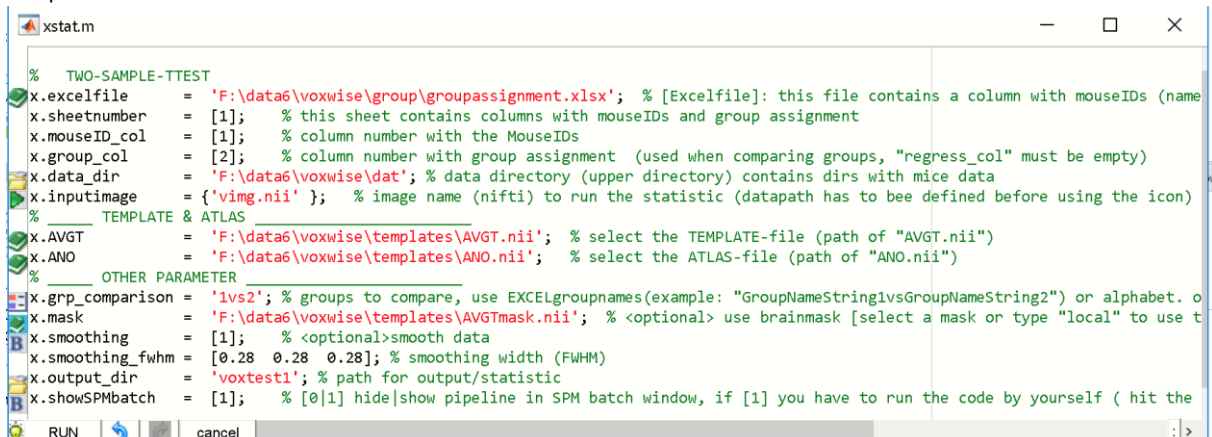 xstat.m
% TWO-SAMPLE-TTEST
x.excelfile = 'F:\data6\voxwise\group\groupassignment.xlsx'; % [Excelfile]: this file contains a column with mouseIDs (name
x.sheetnumber = [1]; % this sheet contains columns with mouseIDs and group assignment
x.mouseID_col = [1]; % column number with the MouseIDs
x.group_col = [2]; % column number with group assignment (used when comparing groups, "regress_col" must be empty)
x.data_dir = 'F:\data6\voxwise\dat'; % data directory (upper directory) contains dirs with mice data
x.inputimage = {'vimg.nii' }; % image name (nifti) to run the statistic (datapath has to bee defined before using the icon)
% _____ TEMPLATE & ATLAS ______________________
x.AVGT = 'F:\data6\voxwise\templates\AVGT.nii'; % select the TEMPLATE-file (path of "AVGT.nii")
x.ANO = 'F:\data6\voxwise\templates\ANO.nii'; % select the ATLAS-file (path of "ANO.nii")
% _____ OTHER PARAMETER ______________________
x.grp_comparison = '1vs2'; % groups to compare, use EXCELgroupnames(example: "GroupNameString1vsGroupNameString2") or alphabet. o
x.mask = 'F:\data6\voxwise\templates\AVGTmask.nii'; % <optional> use brainmask [select a mask or type "local" to use t
x.smoothing = [1]; % <optional>smooth data
x.smoothing_fwhm = [0.28 0.28 0.28]; % smoothing width (FWHM)
x.output_dir = 'voxtest1'; % path for output/statistic
x.showSPMbatch = [1]; % [0|1] hide|show pipeline in SPM batch window, if [1] you have to run the code by yourself ( hit the
RUN cancel